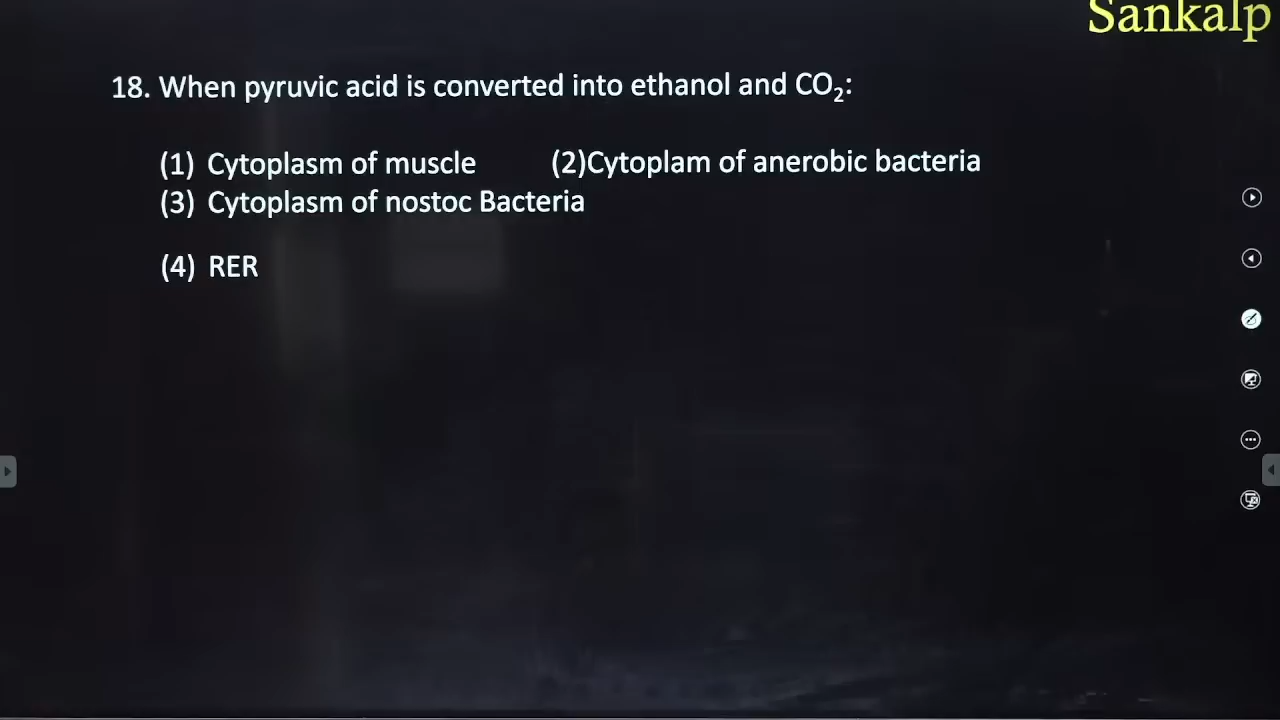 Sankalp
18. When pyruvic acid is converted into ethanol and CO₂:
(1) Cytoplasm of muscle (2)Cytoplam of anerobic bacteria
(3) Cytoplasm of nostoc Bacteria
(4) RER